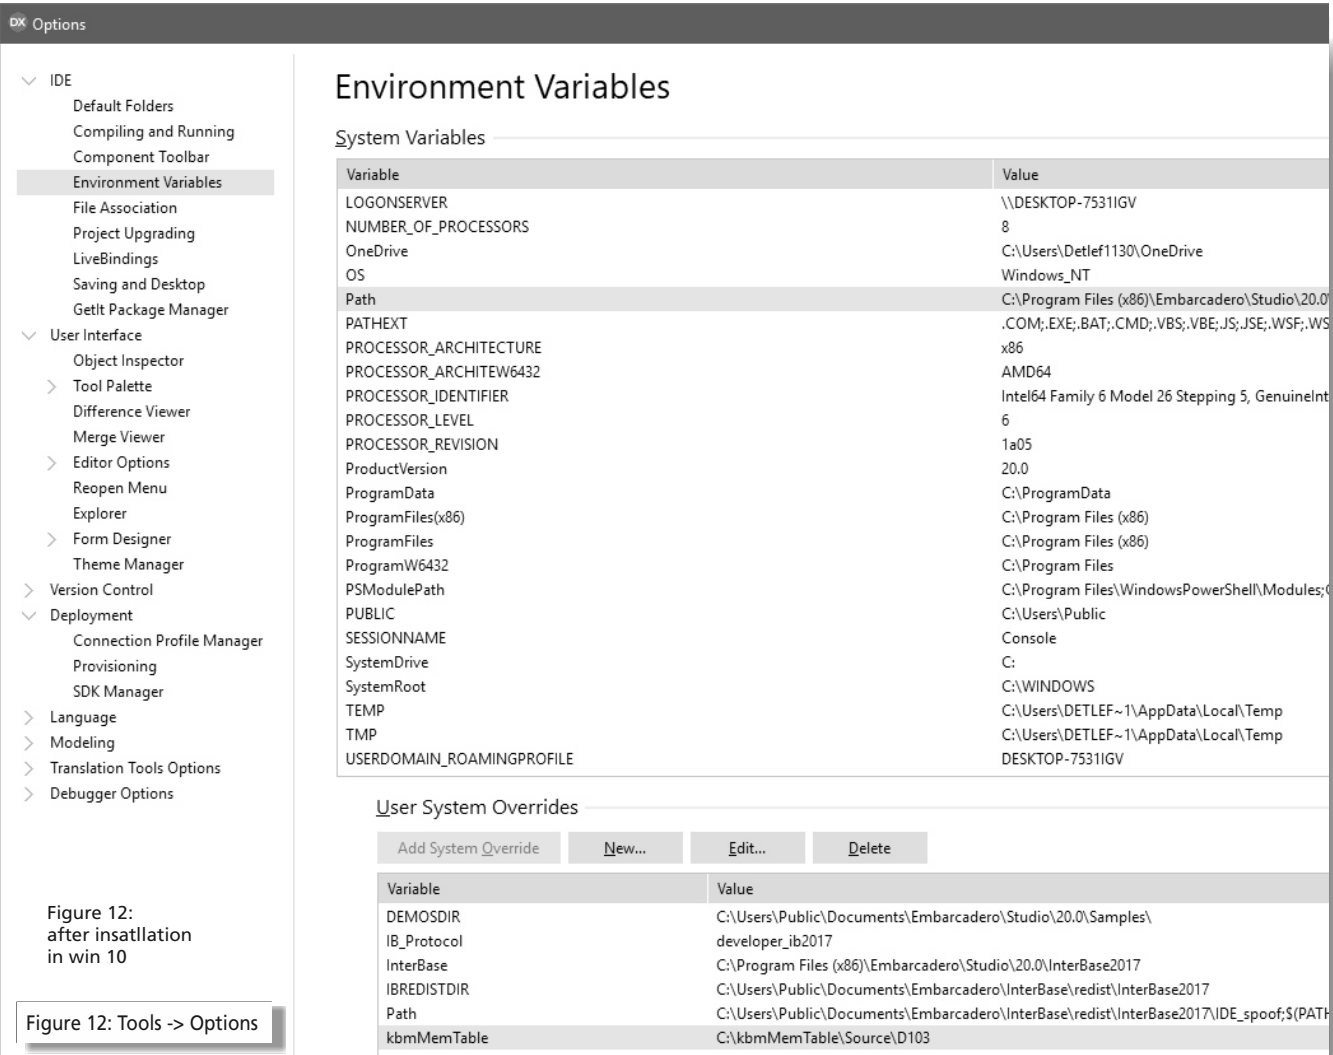 DX Options
IDE
Default Folders
Compiling and Running
Component Toolbar
Environment Variables
File Association
Project Upgrading
LiveBindings
Saving and Desktop
GetIt Package Manager
User Interface
Object Inspector
Tool Palette
Difference Viewer
Merge Viewer
Editor Options
Reopen Menu
Explorer
Form Designer
Theme Manager
Version Control
Deployment
Connection Profile Manager
Provisioning
SDK Manager
Language
Modeling
Translation Tools Options
Debugger Options
Figure 12:
after insatllation
in win 10
Figure 12: Tools -> Options
Environment Variables
System Variables
Variable Value
LOGONSERVER \\DESKTOP-7531IGV
NUMBER_OF_PROCESSORS 8
OneDrive C:\Users\Detlef1130\OneDrive
OS Windows_NT
Path C:\Program Files (x86)\Embarcadero\Studio\20.0
PATHEXT .COM;.EXE;.BAT;.CMD;.VBS;.VBE;.JS;.JSE;.WSF;.WS
PROCESSOR_ARCHITECTURE x86
PROCESSOR_ARCHITEW6432 AMD64
PROCESSOR_IDENTIFIER Intel64 Family 6 Model 26 Stepping 5, GenuineInt
PROCESSOR_LEVEL 6
PROCESSOR_REVISION 1a05
ProductVersion 20.0
ProgramData C:\ProgramData
ProgramFiles(x86) C:\Program Files (x86)
ProgramFiles C:\Program Files (x86)
ProgramW6432 C:\Program Files
PSModulePath C:\Program Files\WindowsPowerShell\Modules;
PUBLIC C:\Users\Public
SESSIONNAME Console
SystemDrive C:
SystemRoot C:\WINDOWS
TEMP C:\Users\DETLEF~1\AppData\Local\Temp
TMP C:\Users\DETLEF~1\AppData\Local\Temp
USERDOMAIN_ROAMINGPROFILE DESKTOP-7531IGV
User System Overrides
Add System Override New... Edit... Delete
Variable Value
DEMOSDIR C:\Users\Public\Documents\Embarcadero\Studio\20.0\Samples\
IB_Protocol developer_ib2017
InterBase C:\Program Files (x86)\Embarcadero\Studio\20.0\InterBase2017
IBREDISTDIR C:\Users\Public\Documents\Embarcadero\InterBase\redist\InterBase2017
Path C:\Users\Public\Documents\Embarcadero\InterBase\redist\InterBase2017\IDE_spoof;$(PATH
kbmMemTable C:\kbmMemTable\Source\D103